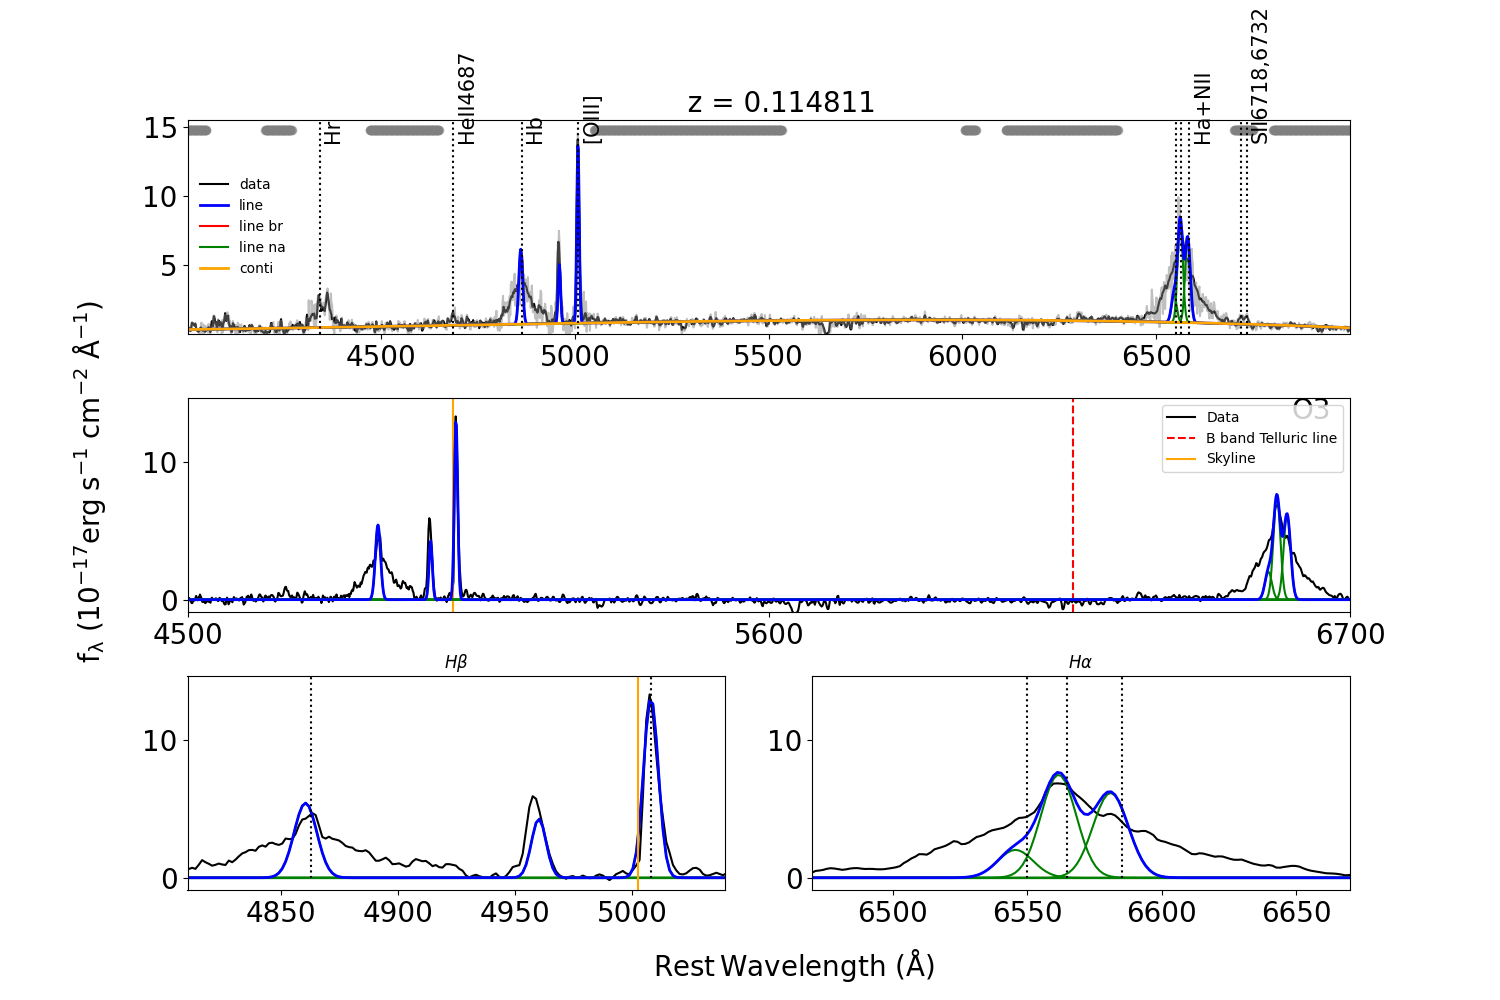 z = 0.114811
Hr
HeII4687
Hb
[OIII]
Ha+NII
SII6718,6732
15
10
5
data
line
line br
line na
conti
4500 5000 5500 6000 6500
O3
Data
B band Telluric line
Skyline
10
0
4500 5600 6700
fλ (10⁻¹⁷erg s⁻¹ cm⁻² Å⁻¹)
Hβ
10
0
4850 4900 4950 5000
Hα
10
0
6500 6550 6600 6650
Rest Wavelength (Å)